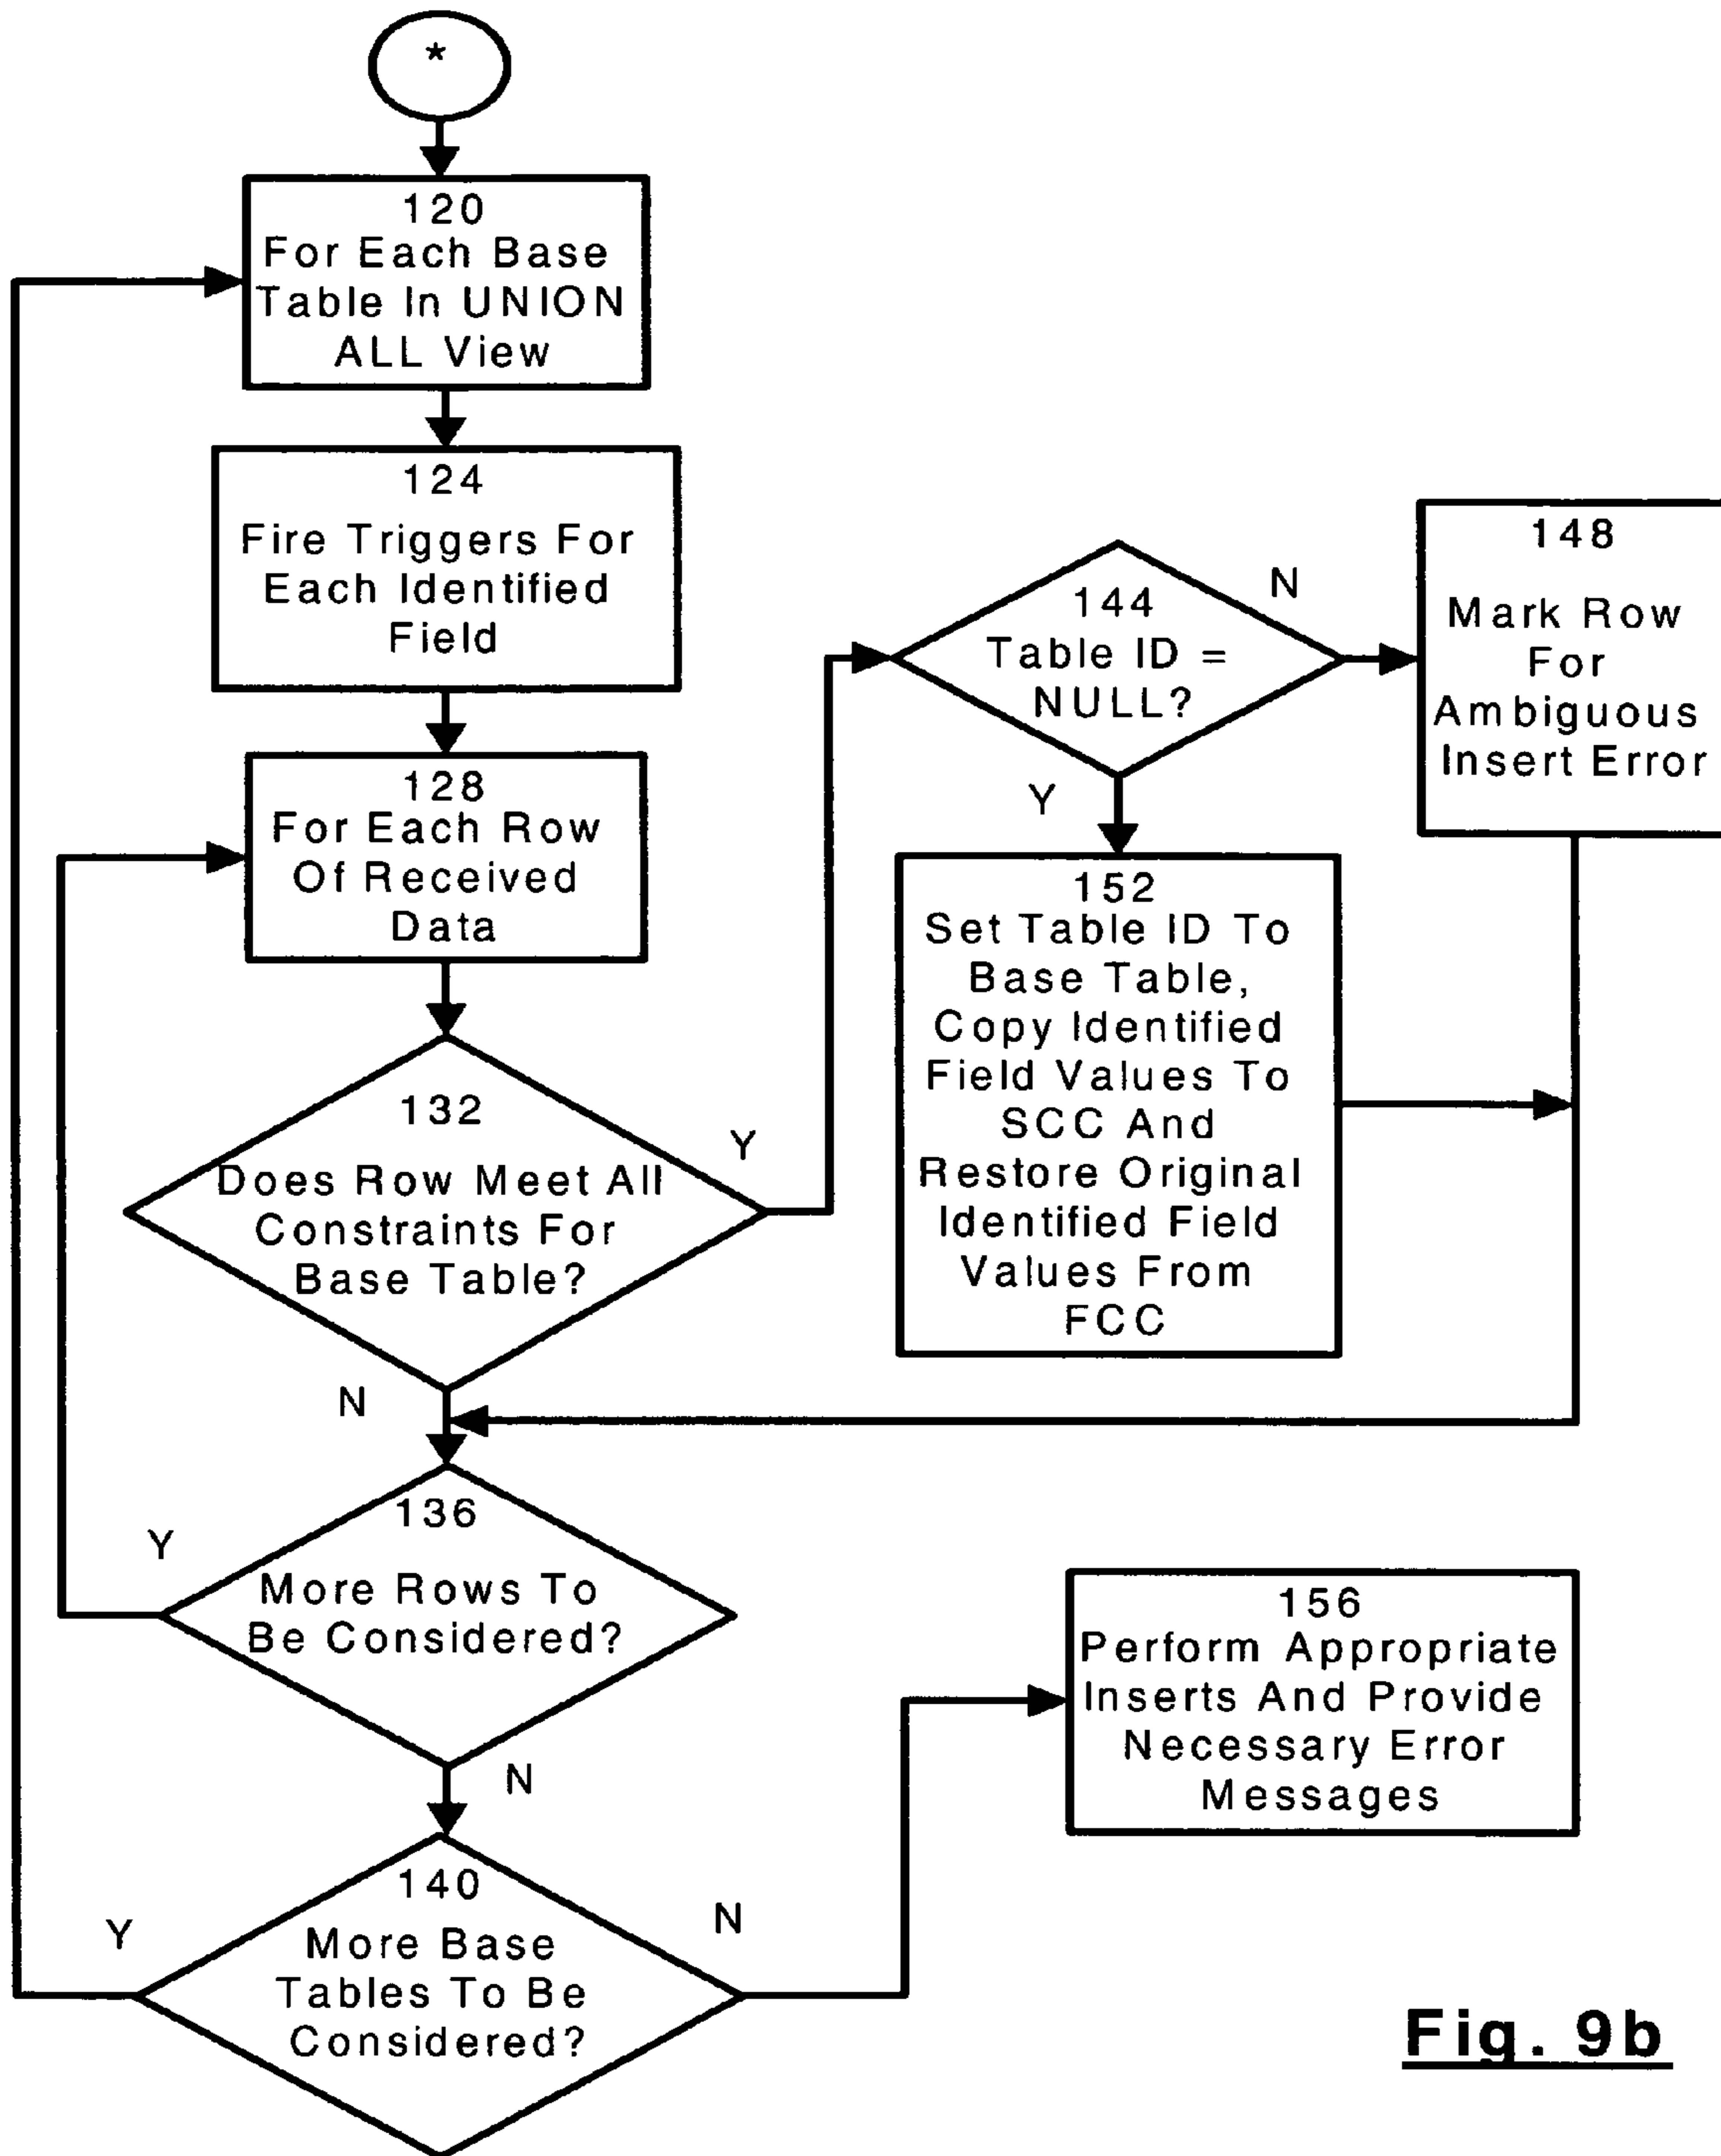 *
120
For Each Base
Table In UNION
ALL View
124
Fire Triggers For
Each Identified
Field
128
For Each Row
Of Received
Data
132
Does Row Meet All
Constraints For
Base Table?
Y
N
144
Table ID =
NULL?
N
Y
148
Mark Row
For
Ambiguous
Insert Error
152
Set Table ID To
Base Table,
Copy Identified
Field Values To
SCC And
Restore Original
Identified Field
Values From
FCC
136
More Rows To
Be Considered?
Y
N
140
More Base
Tables To Be
Considered?
Y
N
156
Perform Appropriate
Inserts And Provide
Necessary Error
Messages
Fig. 9b